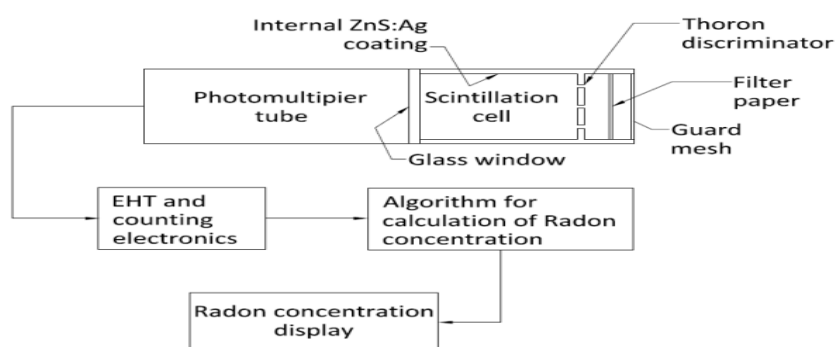 Internal ZnS:Ag
coating
Thoron
discriminator
Photomultipier
tube
Scintillation
cell
Filter
paper
Guard
mesh
Glass window
EHT and
counting
electronics
Algorithm for
calculation of Radon
concentration
Radon concentration
display